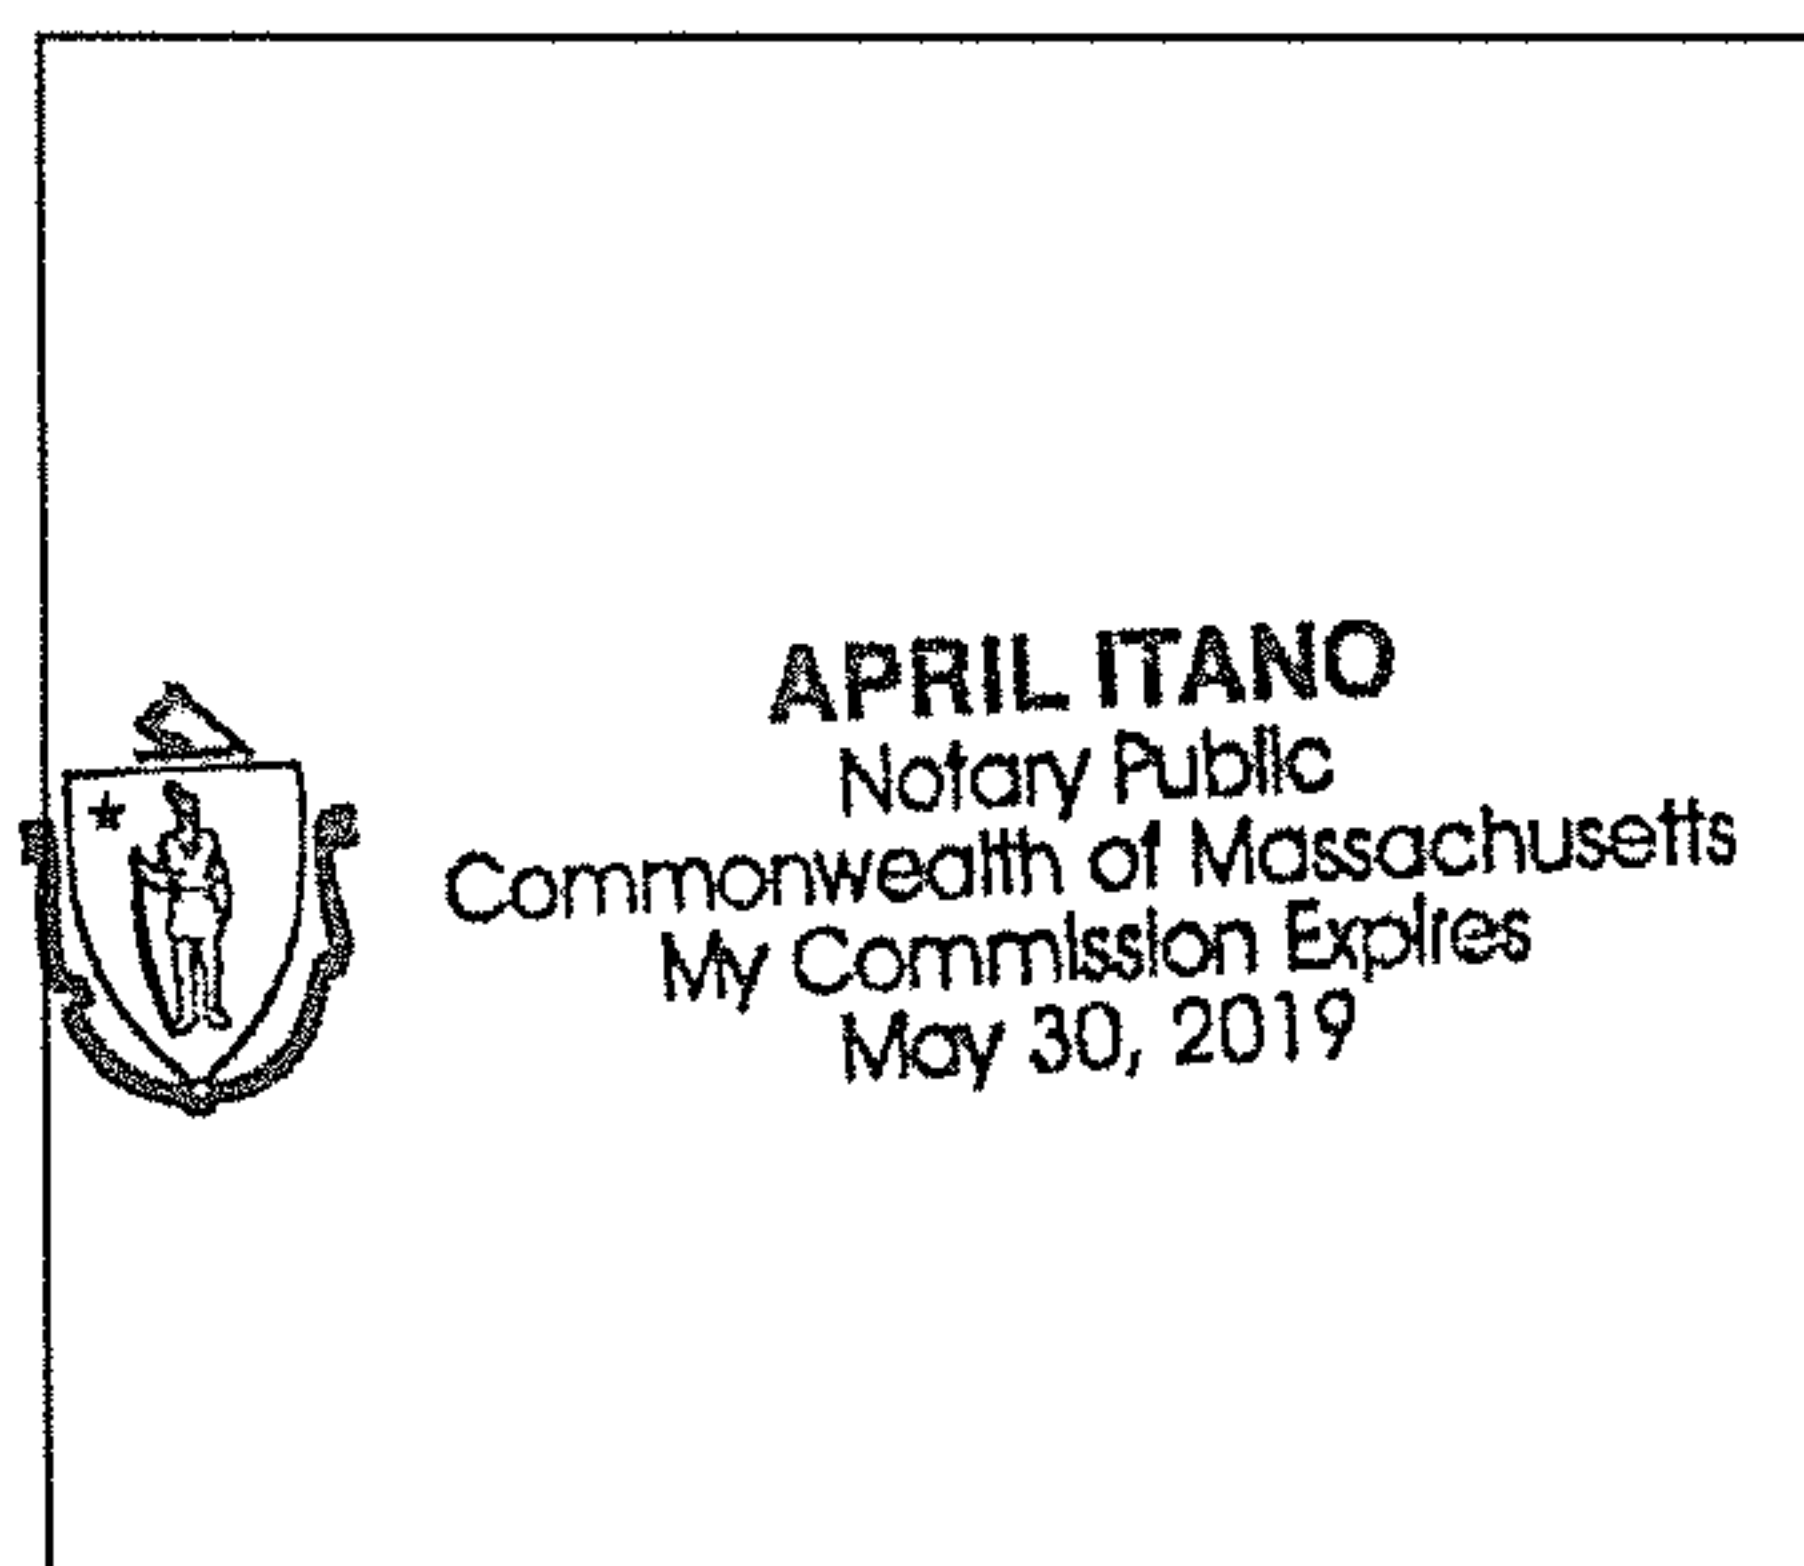 APRIL ITANO
Notary Public
Commonwealth of Massachusetts
My Commission Expires
May 30, 2019